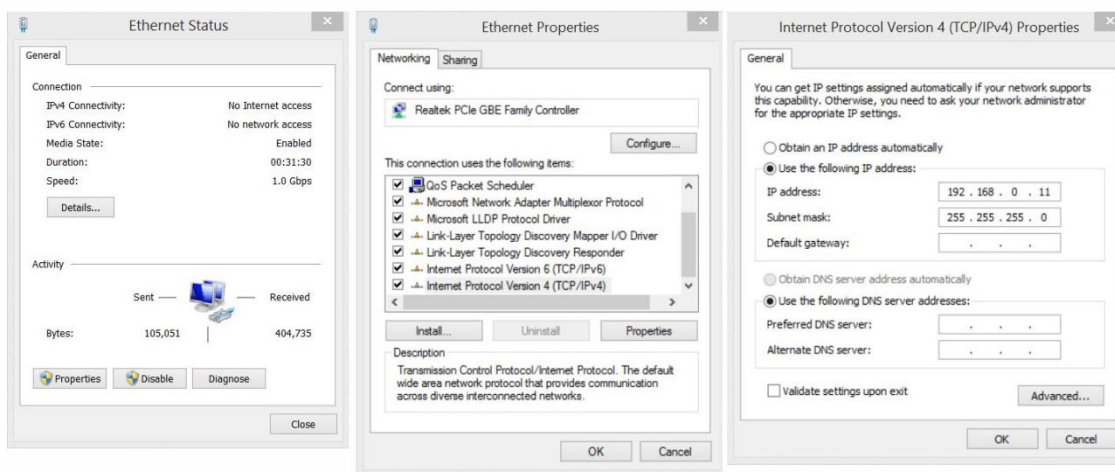 Ethernet Status
General
Connection
IPv4 Connectivity: No Internet access
IPv6 Connectivity: No network access
Media State: Enabled
Duration: 00:31:30
Speed: 1.0 Gbps
Details...
Activity
Sent — Received
Bytes: 105,051 | 404,735
Properties Disable Diagnose
Close
Ethernet Properties
Networking Sharing
Connect using:
Realtek PCIe GBE Family Controller
Configure...
This connection uses the following items:
QoS Packet Scheduler
Microsoft Network Adapter Multiplexor Protocol
Microsoft LLDP Protocol Driver
Link-Layer Topology Discovery Mapper I/O Driver
Link-Layer Topology Discovery Responder
Internet Protocol Version 6 (TCP/IPv6)
Internet Protocol Version 4 (TCP/IPv4)
Install... Uninstall Properties
Description
Transmission Control Protocol/Internet Protocol. The default
wide area network protocol that provides communication
across diverse interconnected networks.
OK Cancel
Internet Protocol Version 4 (TCP/IPv4) Properties
General
You can get IP settings assigned automatically if your network supports
this capability. Otherwise, you need to ask your network administrator
for the appropriate IP settings.
Obtain an IP address automatically
Use the following IP address:
IP address: 192 . 168 . 0 . 11
Subnet mask: 255 . 255 . 255 . 0
Default gateway: . . .
Obtain DNS server address automatically
Use the following DNS server addresses:
Preferred DNS server: . . .
Alternate DNS server: . . .
Validate settings upon exit
Advanced...
OK Cancel